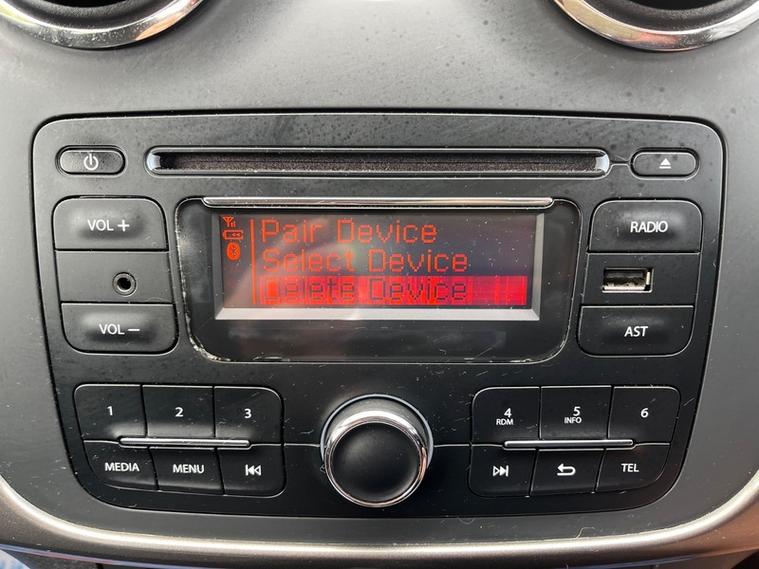 VOL +
RADIO
Pair Device
Select Device
Delete Device
VOL −
AST
1
2
3
4
RDM
5
INFO
6
MEDIA
MENU
TEL